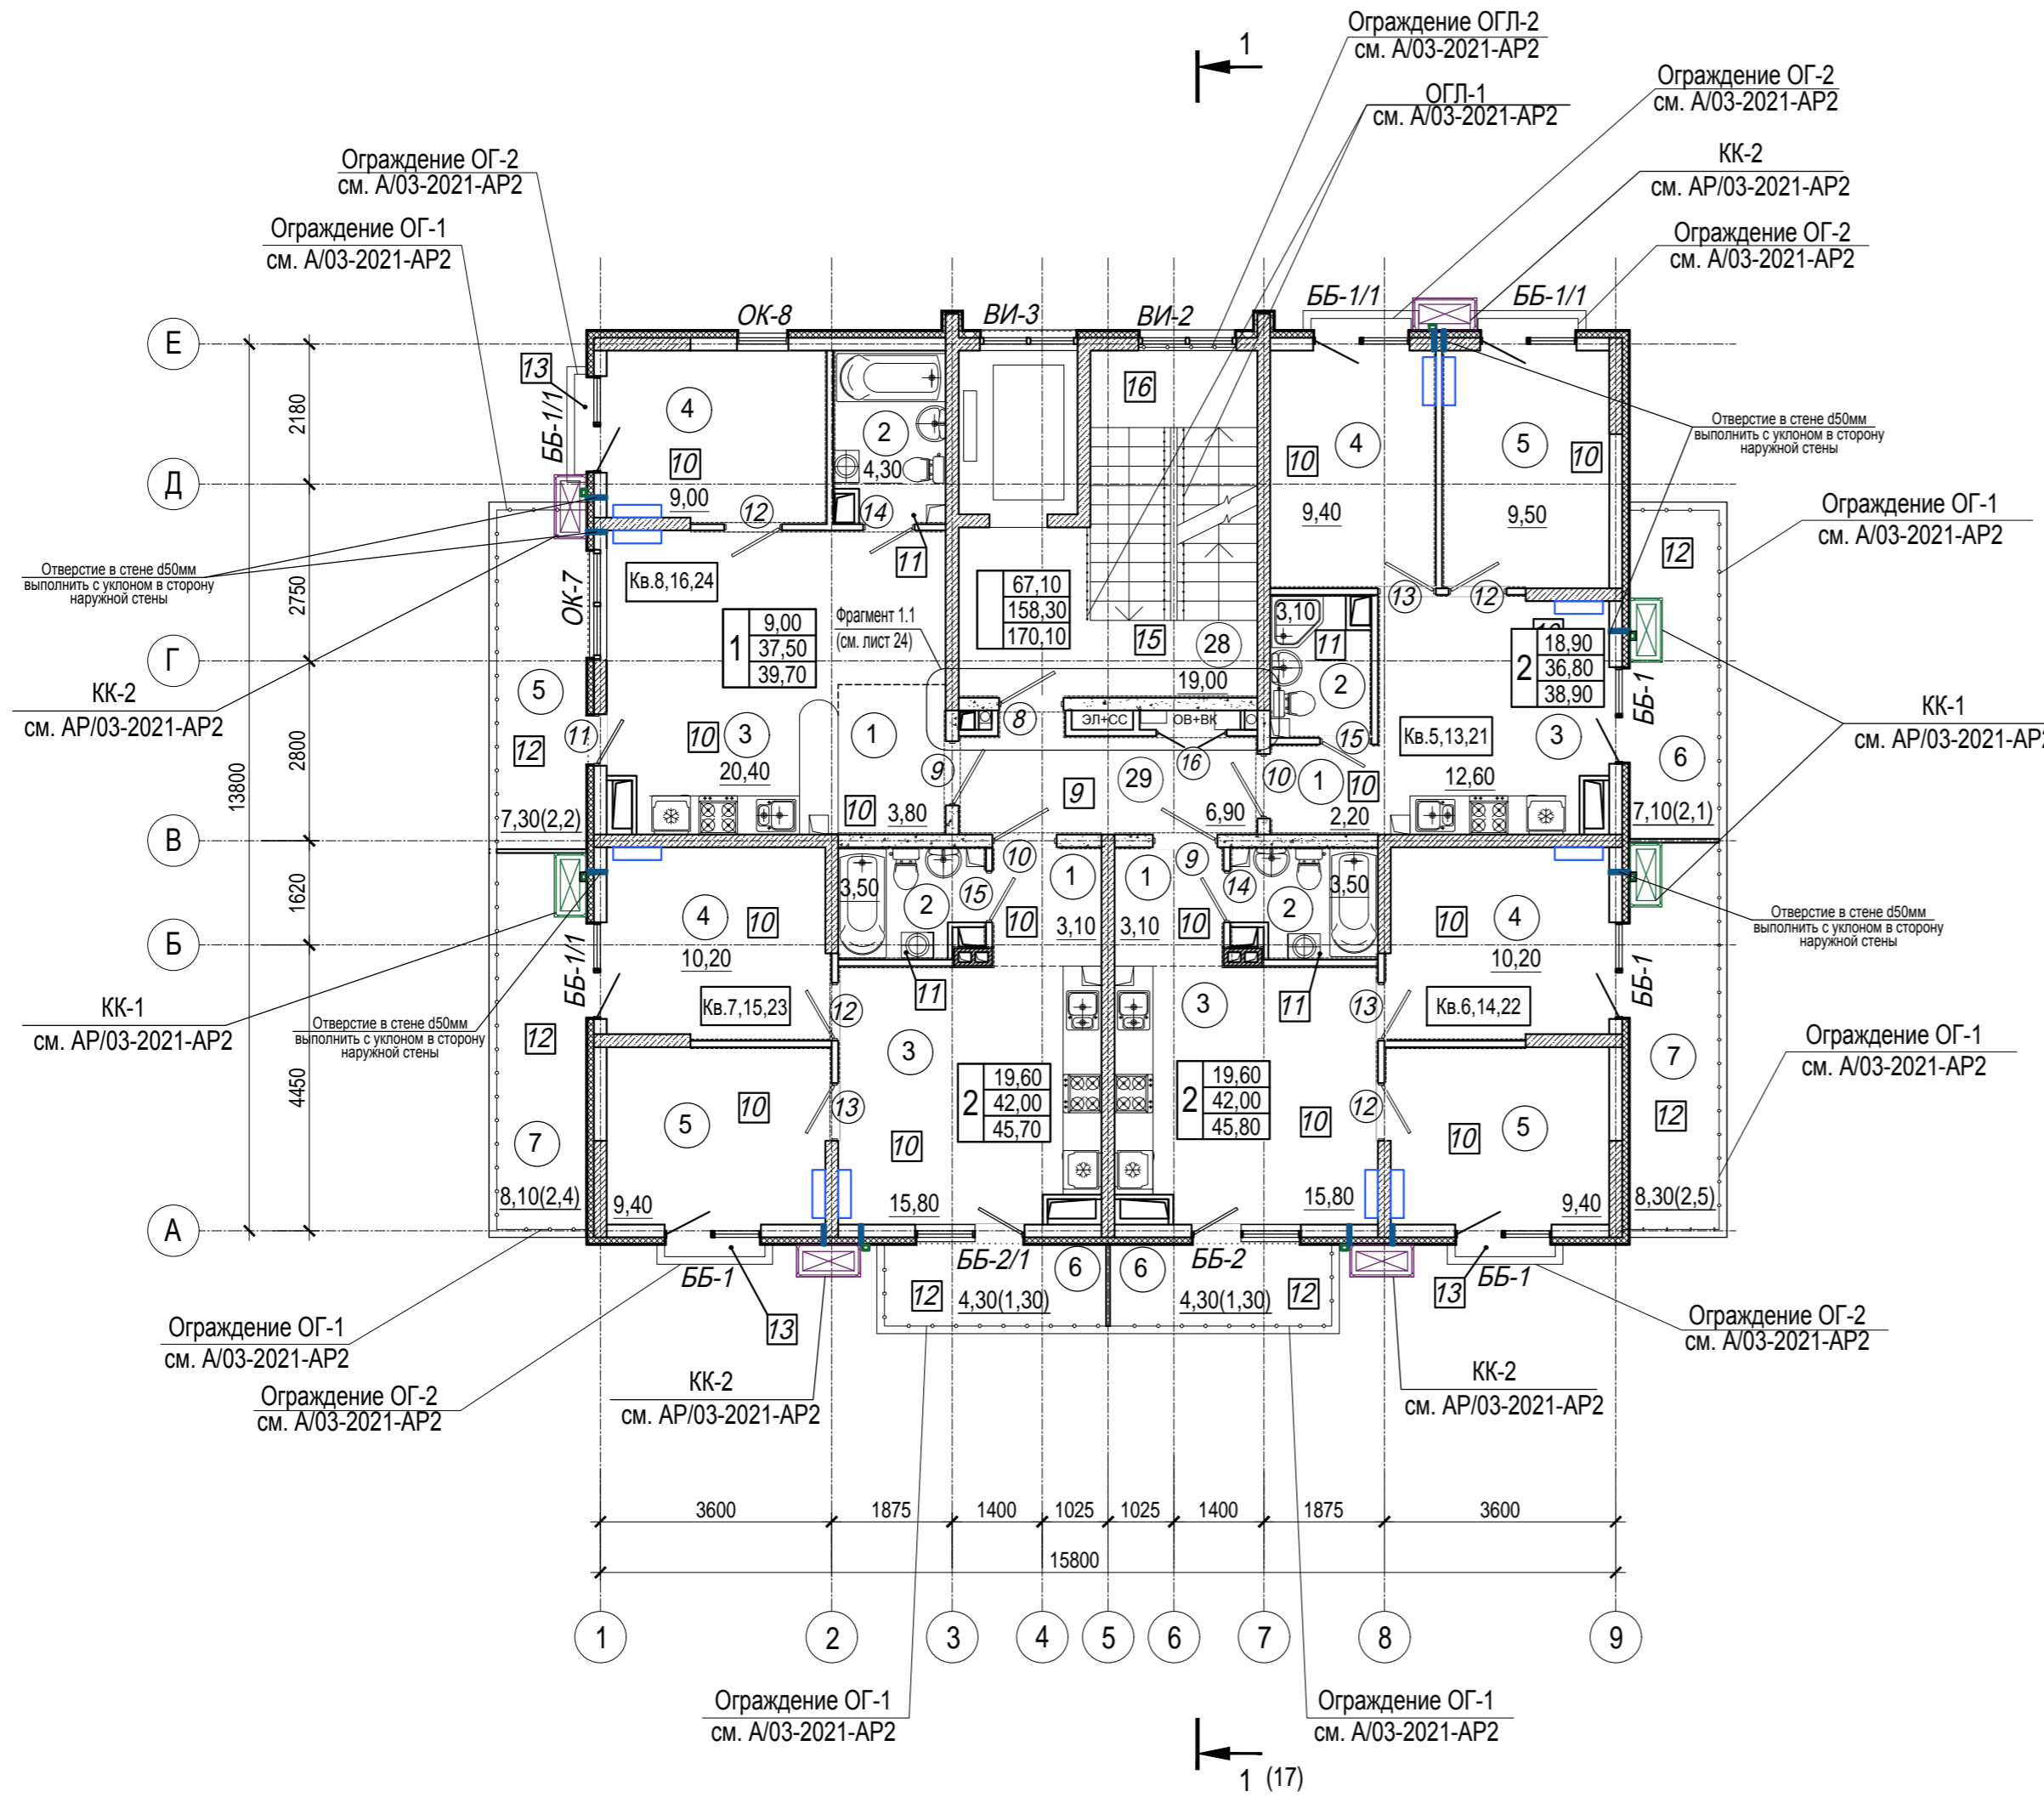 Ограждение ОГЛ-2
см. А/03-2021-АР2
1
ОГЛ-1
см. А/03-2021-АР2
Ограждение ОГ-2
см. А/03-2021-АР2
КК-2
см. АР/03-2021-АР2
Ограждение ОГ-2
см. А/03-2021-АР2
Ограждение ОГ-2
см. А/03-2021-АР2
Ограждение ОГ-1
см. А/03-2021-АР2
ОК-8
ВИ-3
ВИ-2
ББ-1/1
ББ-1/1
Е
Д
Г
В
Б
А
2180
2750
2800
1620
4450
13800
13
ББ-1/1
4
10
9,00
12
2
4,30
14
11
16
4
10
9,40
5
10
9,50
13
12
Отверстие в стене d50мм
выполнить с уклоном в сторону
наружной стены
Ограждение ОГ-1
см. А/03-2021-АР2
12
Отверстие в стене d50мм
выполнить с уклоном в сторону
наружной стены
ОК-7
Кв.8,16,24
1
9,00
37,50
39,70
Фрагмент 1.1
(см. лист 24)
67,10
158,30
170,10
15
28
19,00
3,10
11
2
15
10
2
18,90
36,80
38,90
ББ-1
КК-1
см. АР/03-2021-АР2
КК-2
см. АР/03-2021-АР2
5
11
12
7,30(2,2)
10
3
20,40
1
10
3,80
9
8
ЭЛ+СС
ОВ+ВК
16
9
29
6,90
10
1
10
2,20
Кв.5,13,21
3
12,60
6
7,10(2,1)
4
10
10,20
3,50
2
15
10
11
1
10
3,10
1
3,10
10
9
14
2
3,50
11
10
4
10,20
Отверстие в стене d50мм
выполнить с уклоном в сторону
наружной стены
ББ-1/1
КК-1
см. АР/03-2021-АР2
Отверстие в стене d50мм
выполнить с уклоном в сторону
наружной стены
Кв.7,15,23
12
3
3
13
Кв.6,14,22
ББ-1
Ограждение ОГ-1
см. А/03-2021-АР2
12
7
8,10(2,4)
5
10
9,40
13
10
15,80
2
19,60
42,00
45,70
2
19,60
42,00
45,80
10
15,80
12
10
5
9,40
7
12
8,30(2,5)
ББ-1
13
ББ-2/1
6
12
4,30(1,30)
6
ББ-2
4,30(1,30)
12
13
ББ-1
Ограждение ОГ-1
см. А/03-2021-АР2
Ограждение ОГ-2
см. А/03-2021-АР2
КК-2
см. АР/03-2021-АР2
КК-2
см. АР/03-2021-АР2
Ограждение ОГ-2
см. А/03-2021-АР2
3600
1875
1400
1025
1025
1400
1875
3600
15800
1
2
3
4
5
6
7
8
9
Ограждение ОГ-1
см. А/03-2021-АР2
Ограждение ОГ-1
см. А/03-2021-АР2
1 (17)